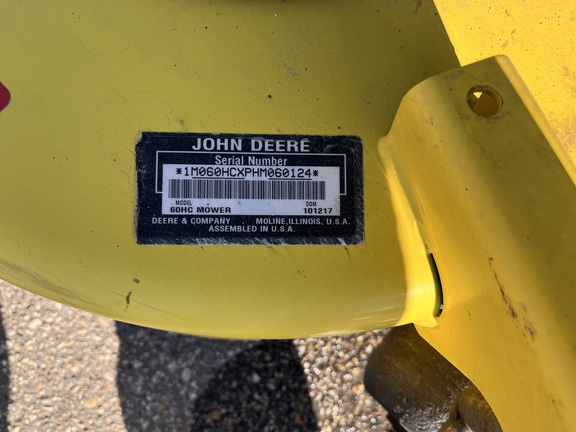 JOHN DEERE
Serial Number
*1M060HCXPHM060124*
MODEL DOM
60HC MOWER 101217
DEERE & COMPANY MOLINE, ILLINOIS, U.S.A.
ASSEMBLED IN U.S.A.